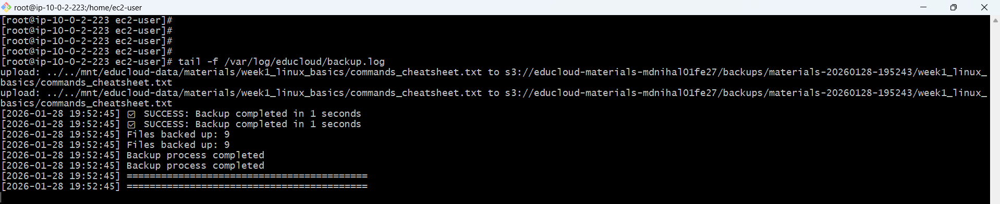 root@ip-10-0-2-223:/home/ec2-user
[root@ip-10-0-2-223 ec2-user]#
[root@ip-10-0-2-223 ec2-user]#
[root@ip-10-0-2-223 ec2-user]#
[root@ip-10-0-2-223 ec2-user]#
[root@ip-10-0-2-223 ec2-user]# tail -f /var/log/educloud/backup.log
upload: ../../mnt/educloud-data/materials/week1_linux_basics/commands_cheatsheet.txt to s3://educloud-materials-mdnihal01fe27/backups/materials-20260128-195243/week1_linux_
basics/commands_cheatsheet.txt
upload: ../../mnt/educloud-data/materials/week1_linux_basics/commands_cheatsheet.txt to s3://educloud-materials-mdnihal01fe27/backups/materials-20260128-195243/week1_linux_
basics/commands_cheatsheet.txt
[2026-01-28 19:52:45] ☑ SUCCESS: Backup completed in 1 seconds
[2026-01-28 19:52:45] ☑ SUCCESS: Backup completed in 1 seconds
[2026-01-28 19:52:45] Files backed up: 9
[2026-01-28 19:52:45] Files backed up: 9
[2026-01-28 19:52:45] Backup process completed
[2026-01-28 19:52:45] Backup process completed
[2026-01-28 19:52:45] ==========================================
[2026-01-28 19:52:45] ==========================================